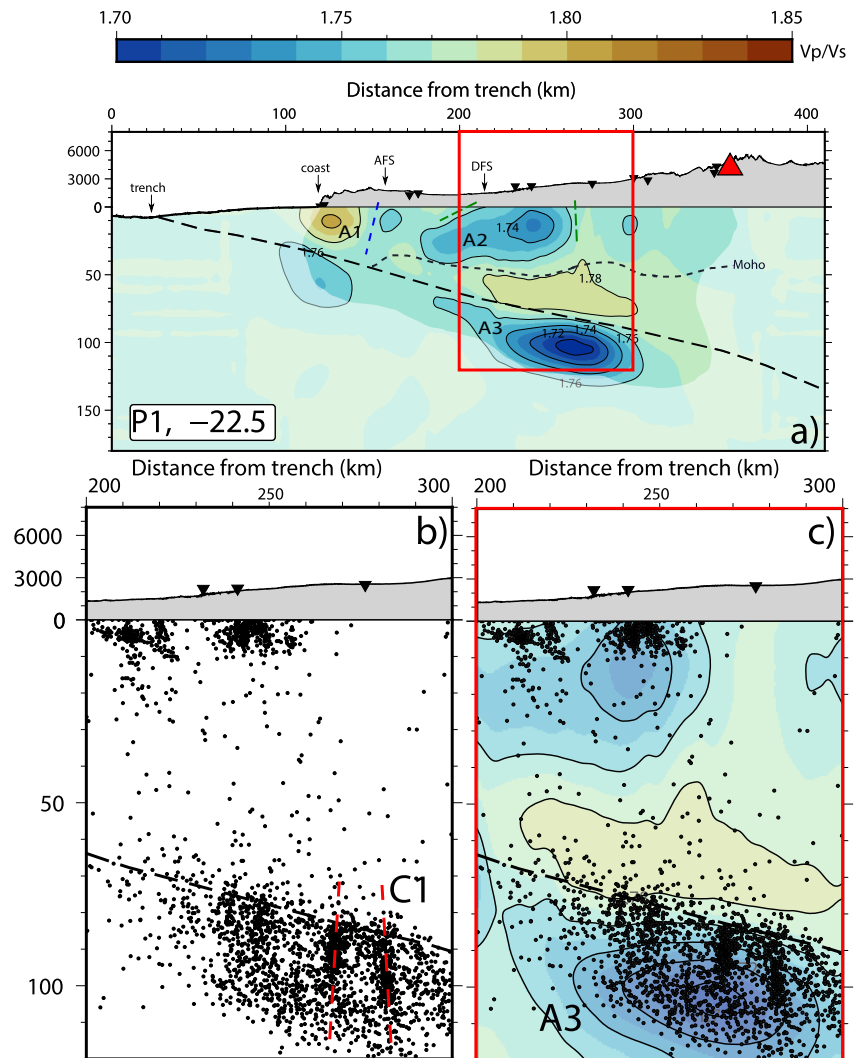 1.70 1.75 1.80 1.85
Vp/Vs
Distance from trench (km)
0 100 200 300 400
6000
3000
0
50
100
150
trench
coast
AFS
DFS
A1
A2
A3
1.76
1.74
1.78
Moho
1.72
1.74
1.76
1.76
P1, −22.5
a)
Distance from trench (km)
200 250 300
b)
6000
3000
0
50
100
C1
Distance from trench (km)
200 250 300
c)
A3